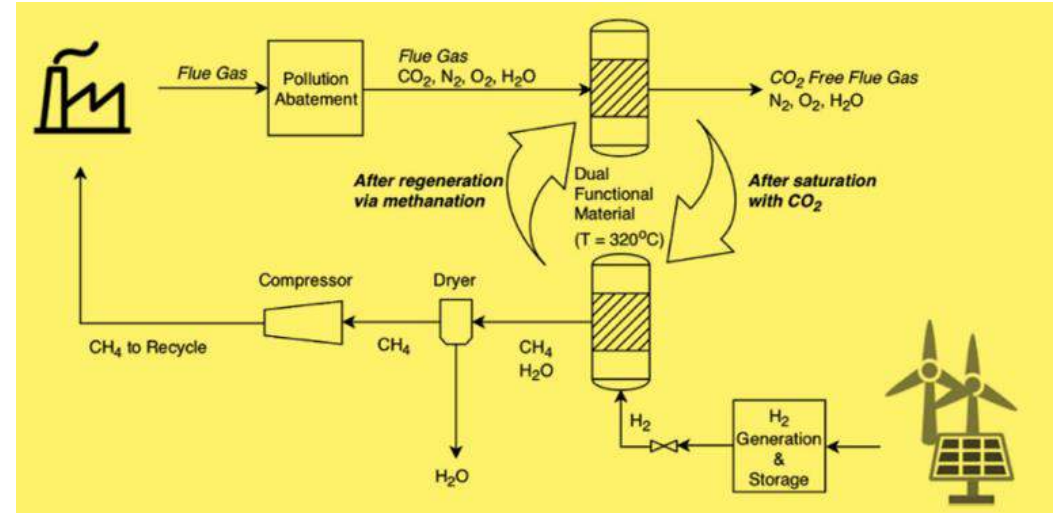 Flue Gas
Pollution
Abatement
Flue Gas
CO₂, N₂, O₂, H₂O
CO₂ Free Flue Gas
N₂, O₂, H₂O
After regeneration
via methanation
Dual
Functional
Material
(T = 320⁰C)
After saturation
with CO₂
Compressor
Dryer
CH₄ to Recycle
CH₄
CH₄
H₂O
H₂O
H₂
H₂
Generation
&
Storage